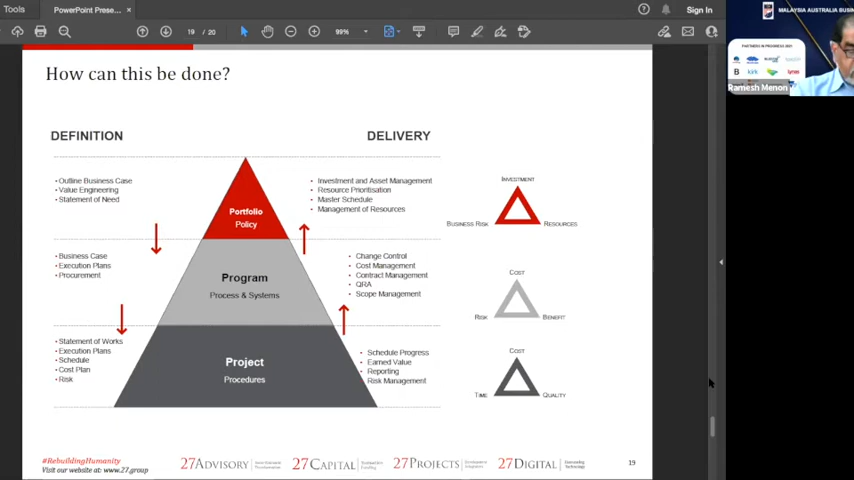 Tools
PowerPoint Prese... ×
Sign In
19 / 20
99%
How can this be done?
DEFINITION
DELIVERY
• Outline Business Case
• Value Engineering
• Statement of Need
Portfolio
Policy
• Investment and Asset Management
• Resource Prioritisation
• Master Schedule
• Management of Resources
• Business Case
• Execution Plans
• Procurement
Program
Process & Systems
• Change Control
• Cost Management
• Contract Management
• QRA
• Scope Management
• Statement of Works
• Execution Plans
• Schedule
• Cost Plan
• Risk
Project
Procedures
• Schedule Progress
• Earned Value
• Reporting
• Risk Management
INVESTMENT
BUSINESS RISK
RESOURCES
COST
RISK
BENEFIT
COST
TIME
QUALITY
#RebuildingHumanity
Visit our website at: www.27.group
27ADVISORY
27CAPITAL
27PROJECTS
27DIGITAL
19
MALAYSIA AUSTRALIA BUSI
PARTNERS IN PROGRESS 2021
B
kirk
Lynas
Ramesh Menon